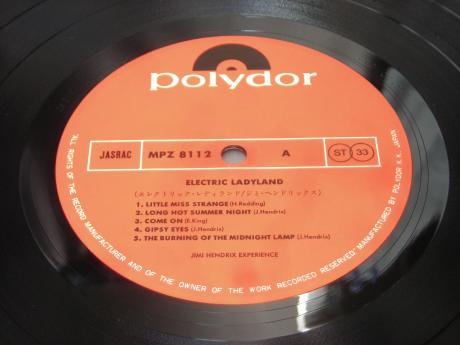 polydor
JASRAC MPZ 8112 A ST 33
ELECTRIC LADYLAND
(エレクトリック・レディランド/ジミ・ヘンドリックス)
1. LITTLE MISS STRANGE (H.Redding)
2. LONG HOT SUMMER NIGHT (J.Hendrix)
3. COME ON (E.King)
4. GIPSY EYES (J.Hendrix)
5. THE BURNING OF THE MIDNIGHT LAMP (J.Hendrix)
JIMI HENDRIX EXPERIENCE
ALL RIGHTS OF THE RECORD MANUFACTURER AND OF THE OWNER OF THE WORK RECORDED RESERVED"MANUFACTURED BY POLYDOR K.K., JAPAN